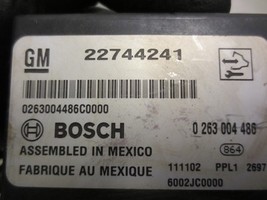 GM 22744241
0263004486C0000
BOSCH 0 263 004 486
ASSEMBLED IN MEXICO 864
111102 PPL1 2697
FABRIQUE AU MEXIQUE
6002JC0000